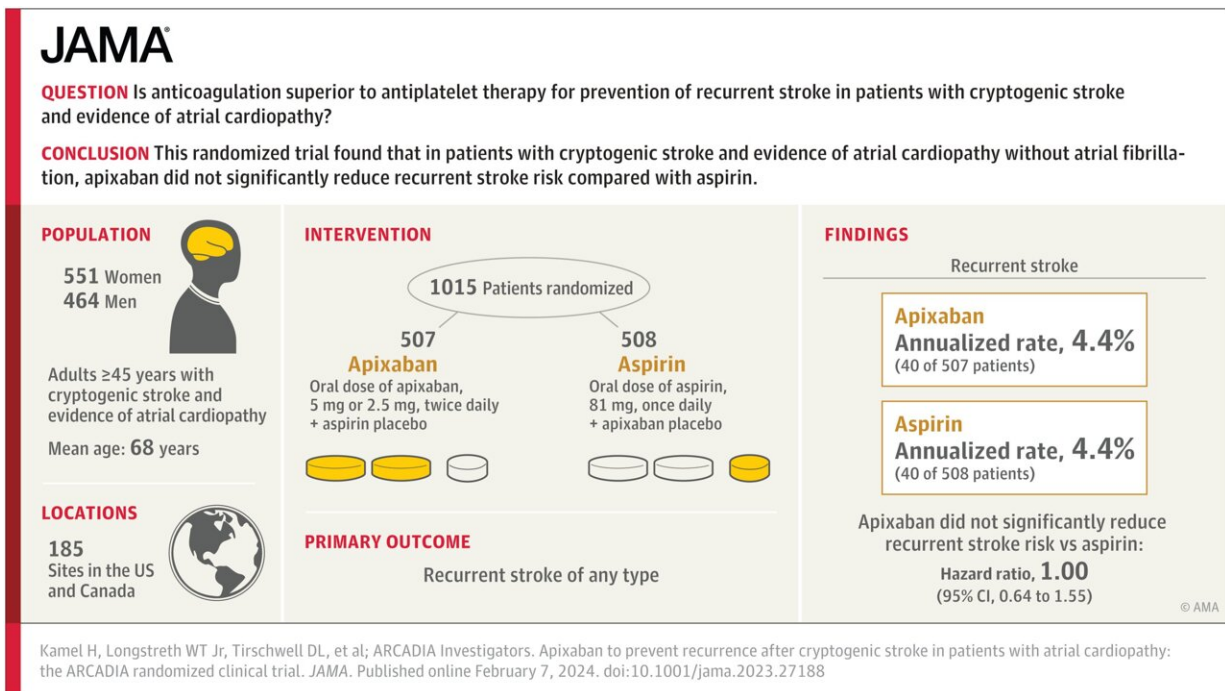 JAMA®
QUESTION Is anticoagulation superior to antiplatelet therapy for prevention of recurrent stroke in patients with cryptogenic stroke
and evidence of atrial cardiopathy?
CONCLUSION This randomized trial found that in patients with cryptogenic stroke and evidence of atrial cardiopathy without atrial fibrilla-
tion, apixaban did not significantly reduce recurrent stroke risk compared with aspirin.
POPULATION
551 Women
464 Men
Adults ≥45 years with
cryptogenic stroke and
evidence of atrial cardiopathy
Mean age: 68 years
LOCATIONS
185
Sites in the US
and Canada
INTERVENTION
1015 Patients randomized
507
Apixaban
Oral dose of apixaban,
5 mg or 2.5 mg, twice daily
+ aspirin placebo
508
Aspirin
Oral dose of aspirin,
81 mg, once daily
+ apixaban placebo
PRIMARY OUTCOME
Recurrent stroke of any type
FINDINGS
Recurrent stroke
Apixaban
Annualized rate, 4.4%
(40 of 507 patients)
Aspirin
Annualized rate, 4.4%
(40 of 508 patients)
Apixaban did not significantly reduce
recurrent stroke risk vs aspirin:
Hazard ratio, 1.00
(95% CI, 0.64 to 1.55)
© AMA
Kamel H, Longstreth WT Jr, Tirschwell DL, et al; ARCADIA Investigators. Apixaban to prevent recurrence after cryptogenic stroke in patients with atrial cardiopathy:
the ARCADIA randomized clinical trial. JAMA. Published online February 7, 2024. doi:10.1001/jama.2023.27188